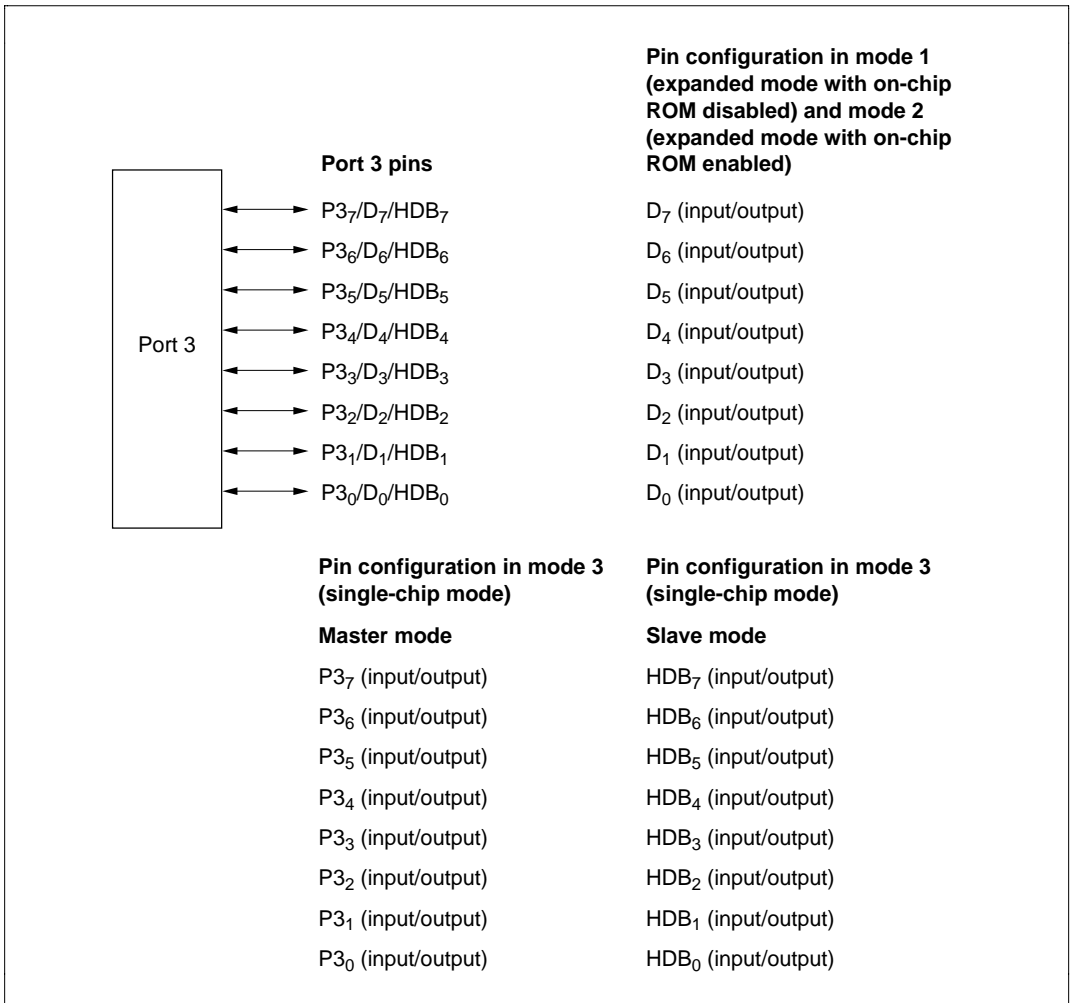 Pin configuration in mode 1
(expanded mode with on-chip
ROM disabled) and mode 2
(expanded mode with on-chip
ROM enabled)
Port 3 pins
Port 3
P3₇/D₇/HDB₇ D₇ (input/output)
P3₆/D₆/HDB₆ D₆ (input/output)
P3₅/D₅/HDB₅ D₅ (input/output)
P3₄/D₄/HDB₄ D₄ (input/output)
P3₃/D₃/HDB₃ D₃ (input/output)
P3₂/D₂/HDB₂ D₂ (input/output)
P3₁/D₁/HDB₁ D₁ (input/output)
P3₀/D₀/HDB₀ D₀ (input/output)
Pin configuration in mode 3
(single-chip mode)
Master mode
P3₇ (input/output)
P3₆ (input/output)
P3₅ (input/output)
P3₄ (input/output)
P3₃ (input/output)
P3₂ (input/output)
P3₁ (input/output)
P3₀ (input/output)
Pin configuration in mode 3
(single-chip mode)
Slave mode
HDB₇ (input/output)
HDB₆ (input/output)
HDB₅ (input/output)
HDB₄ (input/output)
HDB₃ (input/output)
HDB₂ (input/output)
HDB₁ (input/output)
HDB₀ (input/output)